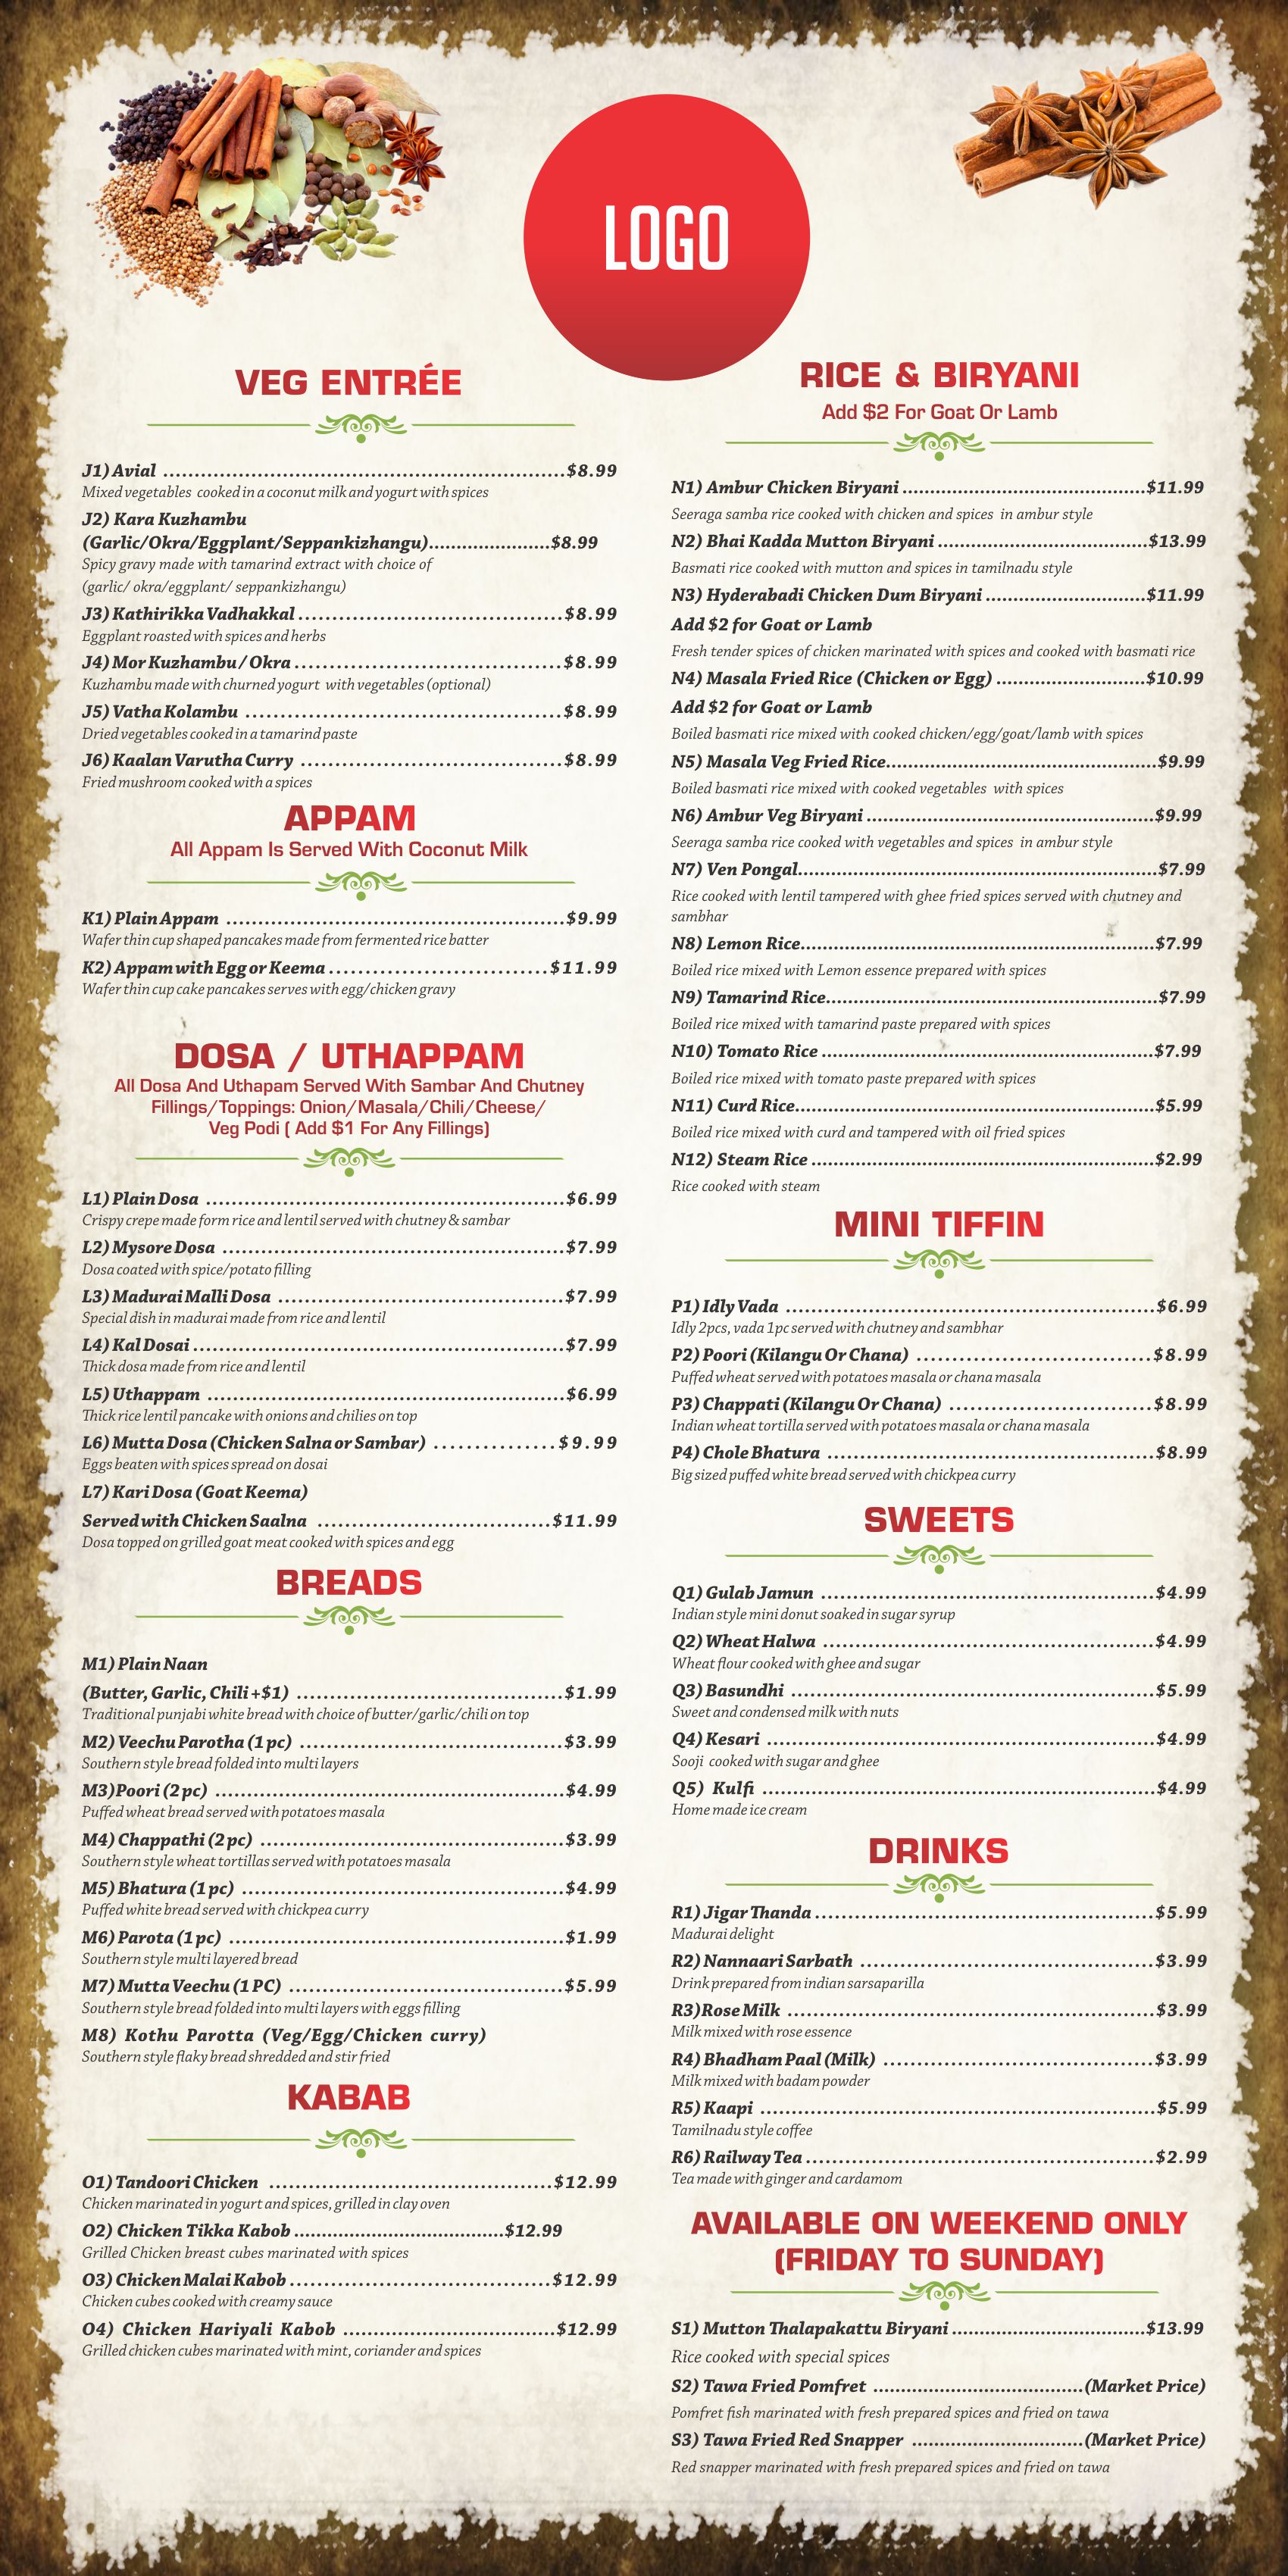 LOGO
VEG ENTRÉE
J1) Avial ........................................................$8.99
Mixed vegetables cooked in a coconut milk and yogurt with spices
J2) Kara Kuzhambu
(Garlic/Okra/Eggplant/Seppankizhangu)......................$8.99
Spicy gravy made with tamarind extract with choice of
(garlic/ okra/eggplant/ seppankizhangu)
J3) Kathirikka Vadhakkal ....................................$8.99
Eggplant roasted with spices and herbs
J4) Mor Kuzhambu / Okra ....................................$8.99
Kuzhambu made with churned yogurt with vegetables (optional)
J5) Vatha Kolambu ............................................$8.99
Dried vegetables cooked in a tamarind paste
J6) Kaalan Varutha Curry ....................................$8.99
Fried mushroom cooked with a spices
APPAM
All Appam Is Served With Coconut Milk
K1) Plain Appam ..............................................$9.99
Wafer thin cup shaped pancakes made from fermented rice batter
K2) Appam with Egg or Keema ............................$11.99
Wafer thin cup cake pancakes serves with egg/chicken gravy
DOSA / UTHAPPAM
All Dosa And Uthapam Served With Sambar And Chutney
Fillings/Toppings: Onion/Masala/Chili/Cheese/
Veg Podi ( Add $1 For Any Fillings)
L1) Plain Dosa ..................................................$6.99
Crispy crepe made form rice and lentil served with chutney & sambar
L2) Mysore Dosa ................................................$7.99
Dosa coated with spice/potato filling
L3) Madurai Malli Dosa ........................................$7.99
Special dish in madurai made from rice and lentil
L4) Kal Dosai ....................................................$7.99
Thick dosa made from rice and lentil
L5) Uthappam ..................................................$6.99
Thick rice lentil pancake with onions and chilies on top
L6) Mutta Dosa (Chicken Salna or Sambar) ..............$9.99
Eggs beaten with spices spread on dosai
L7) Kari Dosa (Goat Keema)
Served with Chicken Saalna ................................$11.99
Dosa topped on grilled goat meat cooked with spices and egg
BREADS
M1) Plain Naan
(Butter, Garlic, Chili +$1) ......................................$1.99
Traditional punjabi white bread with choice of butter/garlic/chili on top
M2) Veechu Parotha (1 pc) ....................................$3.99
Southern style bread folded into multi layers
M3)Poori (2 pc) ................................................$4.99
Puffed wheat bread served with potatoes masala
M4) Chappathi (2 pc) ..........................................$3.99
Southern style wheat tortillas served with potatoes masala
M5) Bhatura (1 pc) ............................................$4.99
Puffed white bread served with chickpea curry
M6) Parota (1 pc) ..............................................$1.99
Southern style multi layered bread
M7) Mutta Veechu (1 PC) ......................................$5.99
Southern style bread folded into multi layers with eggs filling
M8) Kothu Parotta (Veg/Egg/Chicken curry)
Southern style flaky bread shredded and stir fried
KABAB
O1) Tandoori Chicken ........................................$12.99
Chicken marinated in yogurt and spices, grilled in clay oven
O2) Chicken Tikka Kabob ......................................$12.99
Grilled Chicken breast cubes marinated with spices
O3) Chicken Malai Kabob ....................................$12.99
Chicken cubes cooked with creamy sauce
O4) Chicken Hariyali Kabob ..................................$12.99
Grilled chicken cubes marinated with mint, coriander and spices
RICE & BIRYANI
Add $2 For Goat Or Lamb
N1) Ambur Chicken Biryani ............................................$11.99
Seeraga samba rice cooked with chicken and spices in ambur style
N2) Bhai Kadda Mutton Biryani ......................................$13.99
Basmati rice cooked with mutton and spices in tamilnadu style
N3) Hyderabadi Chicken Dum Biryani .............................$11.99
Add $2 for Goat or Lamb
Fresh tender spices of chicken marinated with spices and cooked with basmati rice
N4) Masala Fried Rice (Chicken or Egg) ...........................$10.99
Add $2 for Goat or Lamb
Boiled basmati rice mixed with cooked chicken/egg/goat/lamb with spices
N5) Masala Veg Fried Rice.................................................$9.99
Boiled basmati rice mixed with cooked vegetables with spices
N6) Ambur Veg Biryani ....................................................$9.99
Seeraga samba rice cooked with vegetables and spices in ambur style
N7) Ven Pongal.................................................................$7.99
Rice cooked with lentil tampered with ghee fried spices served with chutney and
sambhar
N8) Lemon Rice................................................................$7.99
Boiled rice mixed with Lemon essence prepared with spices
N9) Tamarind Rice............................................................$7.99
Boiled rice mixed with tamarind paste prepared with spices
N10) Tomato Rice ............................................................$7.99
Boiled rice mixed with tomato paste prepared with spices
N11) Curd Rice.................................................................$5.99
Boiled rice mixed with curd and tampered with oil fried spices
N12) Steam Rice ..............................................................$2.99
Rice cooked with steam
MINI TIFFIN
P1) Idly Vada ....................................................$6.99
Idly 2pcs, vada 1pc served with chutney and sambhar
P2) Poori (Kilangu Or Chana) ................................$8.99
Puffed wheat served with potatoes masala or chana masala
P3) Chappati (Kilangu Or Chana) ............................$8.99
Indian wheat tortilla served with potatoes masala or chana masala
P4) Chole Bhatura ..............................................$8.99
Big sized puffed white bread served with chickpea curry
SWEETS
Q1) Gulab Jamun ..............................................$4.99
Indian style mini donut soaked in sugar syrup
Q2) Wheat Halwa ..............................................$4.99
Wheat flour cooked with ghee and sugar
Q3) Basundhi ..................................................$5.99
Sweet and condensed milk with nuts
Q4) Kesari ......................................................$4.99
Sooji cooked with sugar and ghee
Q5) Kulfi ......................................................$4.99
Home made ice cream
DRINKS
R1) Jigar Thanda ..............................................$5.99
Madurai delight
R2) Nannaari Sarbath ........................................$3.99
Drink prepared from indian sarsaparilla
R3)Rose Milk ..................................................$3.99
Milk mixed with rose essence
R4) Bhadham Paal (Milk) ......................................$3.99
Milk mixed with badam powder
R5) Kaapi ......................................................$5.99
Tamilnadu style coffee
R6) Railway Tea ................................................$2.99
Tea made with ginger and cardamom
AVAILABLE ON WEEKEND ONLY
(FRIDAY TO SUNDAY)
S1) Mutton Thalapakattu Biryani ...................................$13.99
Rice cooked with special spices
S2) Tawa Fried Pomfret ......................................(Market Price)
Pomfret fish marinated with fresh prepared spices and fried on tawa
S3) Tawa Fried Red Snapper ...............................(Market Price)
Red snapper marinated with fresh prepared spices and fried on tawa